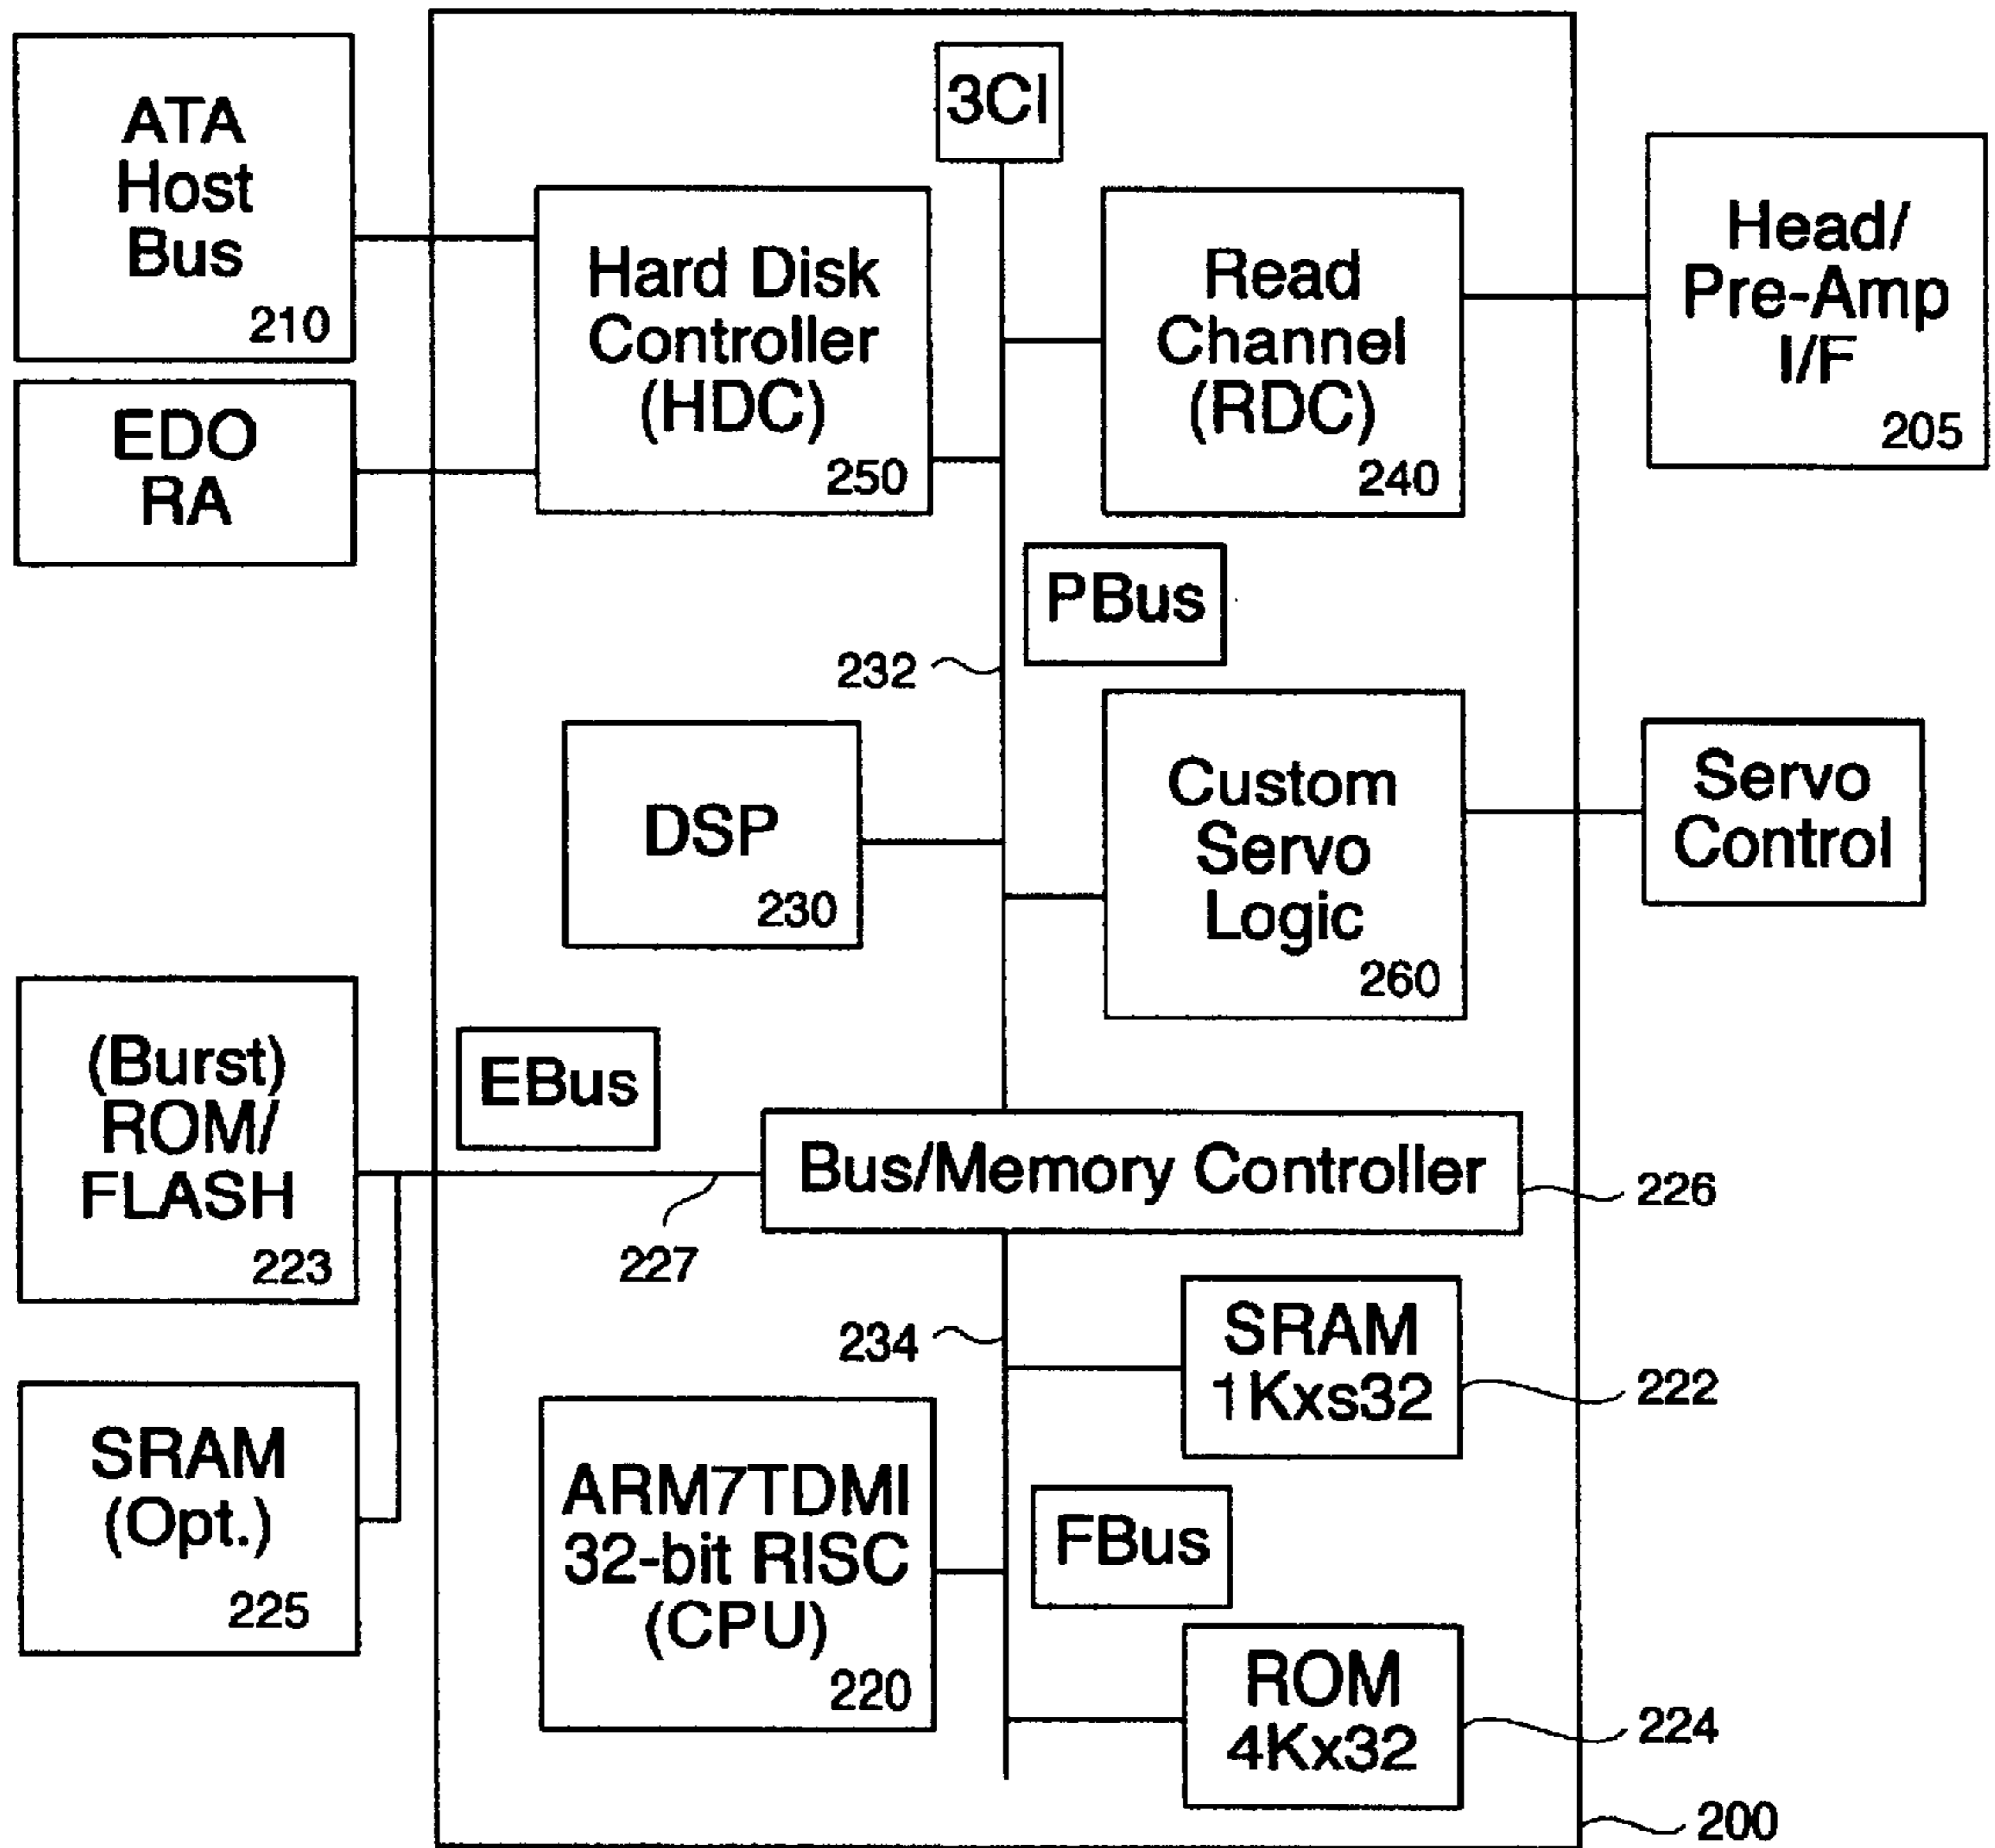 ATA
Host
Bus
210
EDO
RA
3CI
Hard Disk
Controller
(HDC)
250
Read
Channel
(RDC)
240
Head/
Pre-Amp
I/F
205
PBus
232
DSP
230
Custom
Servo
Logic
260
Servo
Control
(Burst)
ROM/
FLASH
223
EBus
Bus/Memory Controller
226
227
SRAM
(Opt.)
225
234
SRAM
1Kxs32
222
ARM7TDMI
32-bit RISC
(CPU)
220
FBus
ROM
4Kx32
224
200